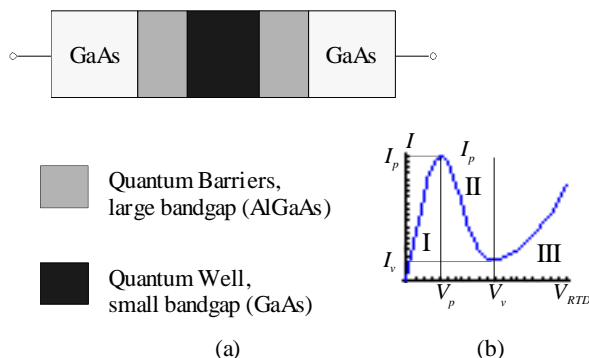 GaAs
GaAs
Quantum Barriers,
large bandgap (AlGaAs)
Quantum Well,
small bandgap (GaAs)
(a)
I
I_p
I_p
II
I
III
I_v
V_p
V_v
V_RTD
(b)